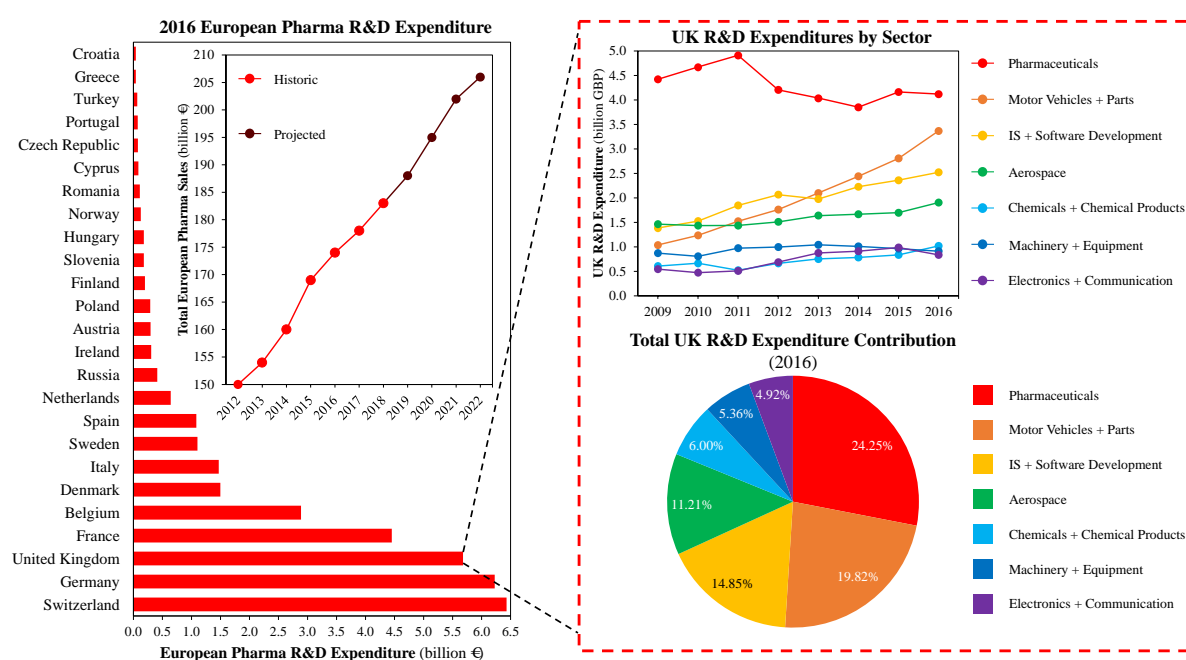 2016 European Pharma R&D Expenditure
Croatia
Greece
Turkey
Portugal
Czech Republic
Cyprus
Romania
Norway
Hungary
Slovenia
Finland
Poland
Austria
Ireland
Russia
Netherlands
Spain
Sweden
Italy
Denmark
Belgium
France
United Kingdom
Germany
Switzerland
0.0 0.5 1.0 1.5 2.0 2.5 3.0 3.5 4.0 4.5 5.0 5.5 6.0 6.5
European Pharma R&D Expenditure (billion €)
Total European Pharma Sales (billion €)
210
205
200
195
190
185
180
175
170
165
160
155
150
Historic
Projected
2012 2013 2014 2015 2016 2017 2018 2019 2020 2021 2022
UK R&D Expenditures by Sector
UK R&D Expenditure (billion GBP)
5.0
4.5
4.0
3.5
3.0
2.5
2.0
1.5
1.0
0.5
0.0
2009 2010 2011 2012 2013 2014 2015 2016
Pharmaceuticals
Motor Vehicles + Parts
IS + Software Development
Aerospace
Chemicals + Chemical Products
Machinery + Equipment
Electronics + Communication
Total UK R&D Expenditure Contribution
(2016)
24.25%
19.82%
14.85%
11.21%
6.00%
5.36%
4.92%
Pharmaceuticals
Motor Vehicles + Parts
IS + Software Development
Aerospace
Chemicals + Chemical Products
Machinery + Equipment
Electronics + Communication